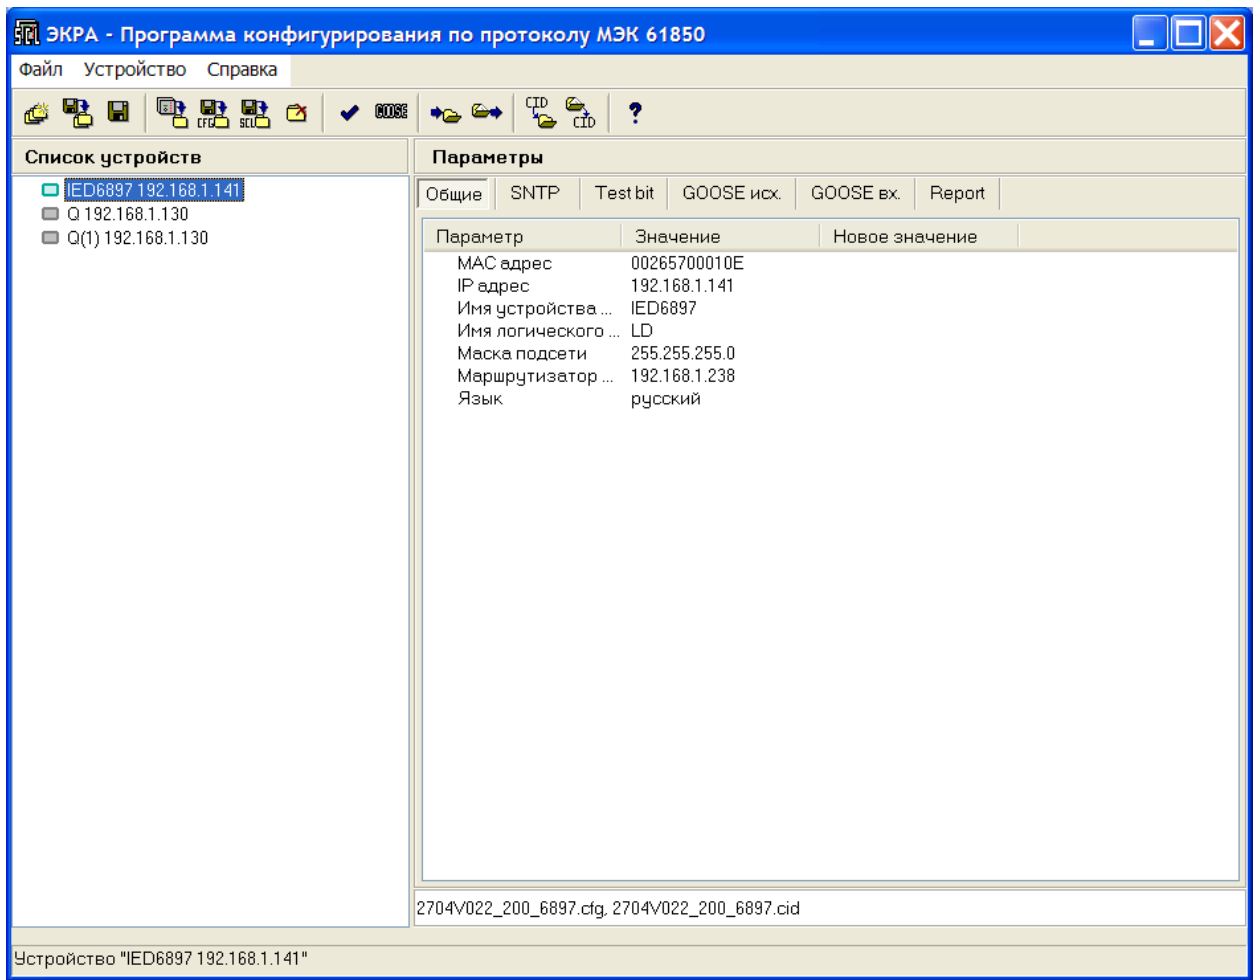 ЭКРА - Программа конфигурирования по протоколу МЭК 61850
Файл Устройство Справка
CFG SCL GOOSE CID CID ?
Список устройств Параметры
IED6897 192.168.1.141
Q 192.168.1.130
Q(1) 192.168.1.130
Общие SNTP Test bit GOOSE исх. GOOSE вх. Report
Параметр Значение Новое значение
MAC адрес 00265700010E
IP адрес 192.168.1.141
Имя устройства ... IED6897
Имя логического ... LD
Маска подсети 255.255.255.0
Маршрутизатор ... 192.168.1.238
Язык русский
2704V022_200_6897.cfg, 2704V022_200_6897.cid
Устройство "IED6897 192.168.1.141"